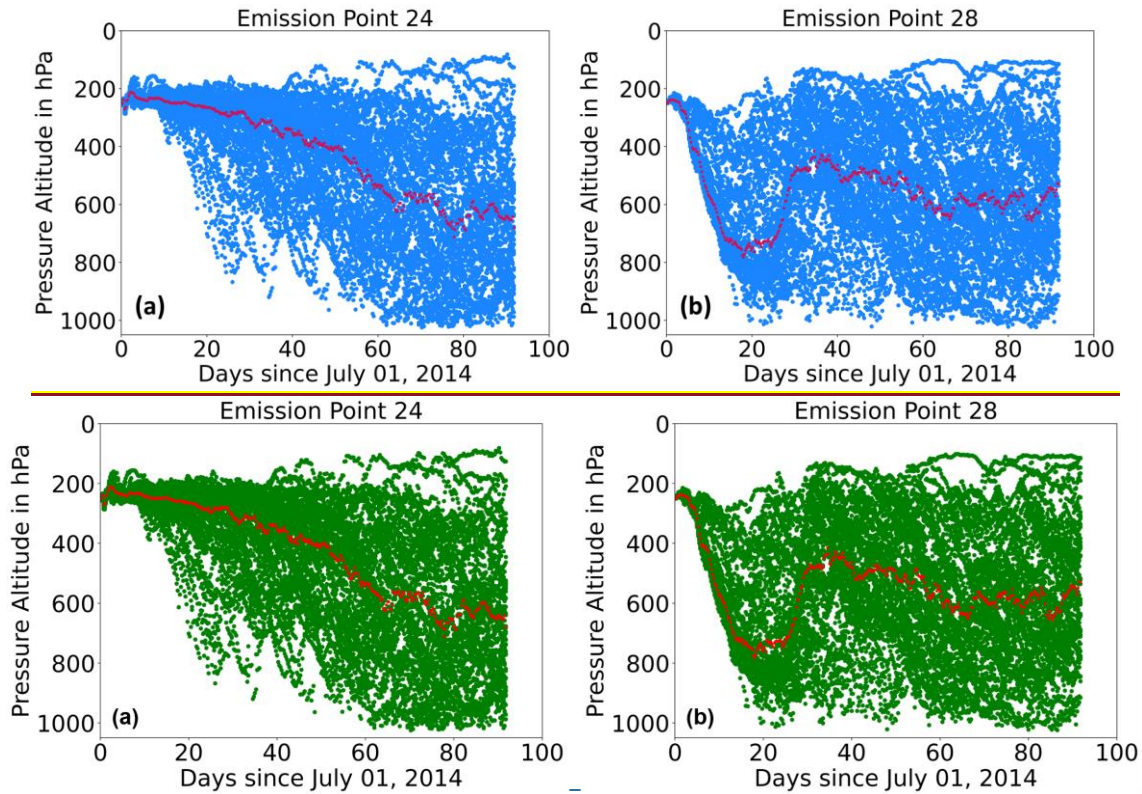 Emission Point 24
Emission Point 28
0
200
400
600
800
1000
Pressure Altitude in hPa
(a)
0 20 40 60 80 100
Days since July 01, 2014
0
200
400
600
800
1000
Pressure Altitude in hPa
(b)
0 20 40 60 80 100
Days since July 01, 2014
Emission Point 24
Emission Point 28
0
200
400
600
800
1000
Pressure Altitude in hPa
(a)
0 20 40 60 80 100
Days since July 01, 2014
0
200
400
600
800
1000
Pressure Altitude in hPa
(b)
0 20 40 60 80 100
Days since July 01, 2014